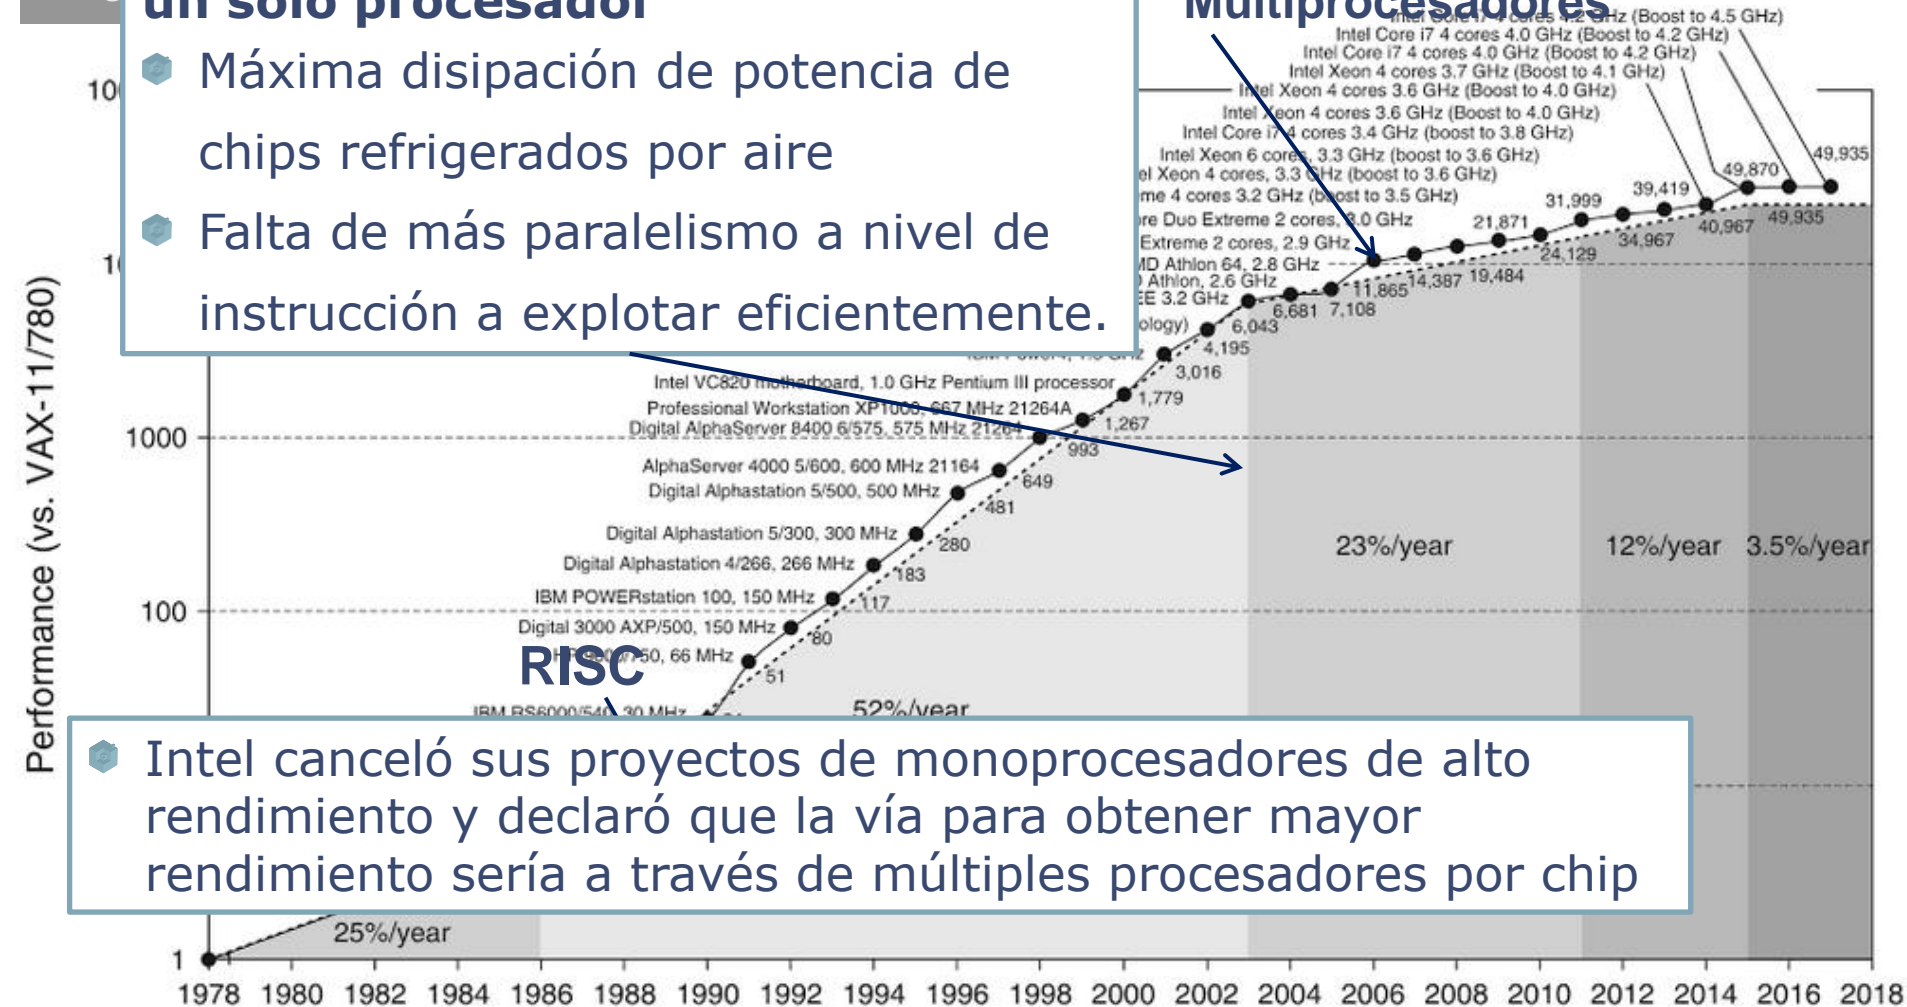 un solo procesador
Máxima disipación de potencia de
chips refrigerados por aire
Falta de más paralelismo a nivel de
instrucción a explotar eficientemente.
Multiprocesadores
Intel Core i7 4 cores 4.2 GHz (Boost to 4.5 GHz)
Intel Core i7 4 cores 4.0 GHz (Boost to 4.2 GHz)
Intel Core i7 4 cores 4.0 GHz (Boost to 4.2 GHz)
Intel Xeon 4 cores 3.7 GHz (Boost to 4.1 GHz)
Intel Xeon 4 cores 3.6 GHz (Boost to 4.0 GHz)
Intel Xeon 4 cores 3.6 GHz (Boost to 4.0 GHz)
Intel Core i7 4 cores 3.4 GHz (boost to 3.8 GHz)
Intel Xeon 6 cores, 3.3 GHz (boost to 3.6 GHz)
el Xeon 4 cores, 3.3 GHz (boost to 3.6 GHz)
me 4 cores 3.2 GHz (boost to 3.5 GHz)
re Duo Extreme 2 cores, 3.0 GHz
Extreme 2 cores, 2.9 GHz
MD Athlon 64, 2.8 GHz
Athlon, 2.6 GHz
EE 3.2 GHz
ology)
Intel VC820 motherboard, 1.0 GHz Pentium III processor
Professional Workstation XP1000, 667 MHz 21264A
Digital AlphaServer 8400 6/575, 575 MHz 21264
AlphaServer 4000 5/600, 600 MHz 21164
Digital Alphastation 5/500, 500 MHz
Digital Alphastation 5/300, 300 MHz
Digital Alphastation 4/266, 266 MHz
IBM POWERstation 100, 150 MHz
Digital 3000 AXP/500, 150 MHz
HP 9000/750, 66 MHz
RISC
IBM RS6000/540, 30 MHz
51
80
117
183
280
481
649
993
1,267
1,779
3,016
4,195
6,043
6,681
7,108
11,865
14,387
19,484
21,871
24,129
31,999
34,967
39,419
40,967
49,870
49,935
49,935
25%/year
52%/year
23%/year
12%/year
3.5%/year
Performance (vs. VAX-11/780)
1000
100
1
Intel canceló sus proyectos de monoprocesadores de alto
rendimiento y declaró que la vía para obtener mayor
rendimiento sería a través de múltiples procesadores por chip
1978 1980 1982 1984 1986 1988 1990 1992 1994 1996 1998 2000 2002 2004 2006 2008 2010 2012 2014 2016 2018